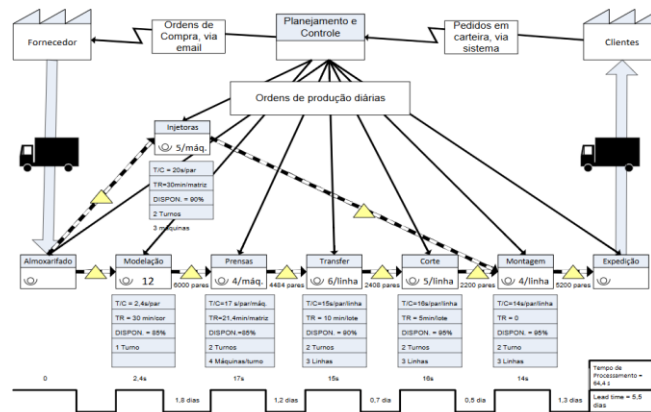 Fornecedor
Ordens de
Compra, via
email
Planejamento e
Controle
Pedidos em
carteira, via
sistema
Clientes
Ordens de produção diárias
Injetoras
5/máq.
T/C = 20s/par
TR=30min/matriz
DISPON. = 90%
2 Turnos
3 máquinas
Almoxarifado
Modelação
12
6000 pares
Prensas
4/máq.
4484 pares
Transfer
6/linha
2408 pares
Corte
5/linha
2200 pares
Montagem
4/linha
5200 pares
Expedição
T/C = 2,4s/par
TR = 30 min/cor
DISPON. = 85%
1 Turno
T/C=17 s/par/máq.
TR=21,4min/matriz
DISPON.=85%
2 Turnos
4 Máquinas/turno
T/C=15s/par/linha
TR = 10 min/lote
DISPON. = 90%
2 Turnos
3 Linhas
T/C=16s/par/linha
TR = 5min/lote
DISPON. = 95%
2 Turnos
3 Linhas
T/C=14s/par/linha
TR = 0
DISPON. = 95%
2 Turnos
3 Linhas
0
2,4s
17s
15s
16s
14s
1,8 dias
1,2 dias
0,7 dia
0,5 dia
1,3 dias
Tempo de
Processamento =
64,4 s
Lead time = 5,5
dias